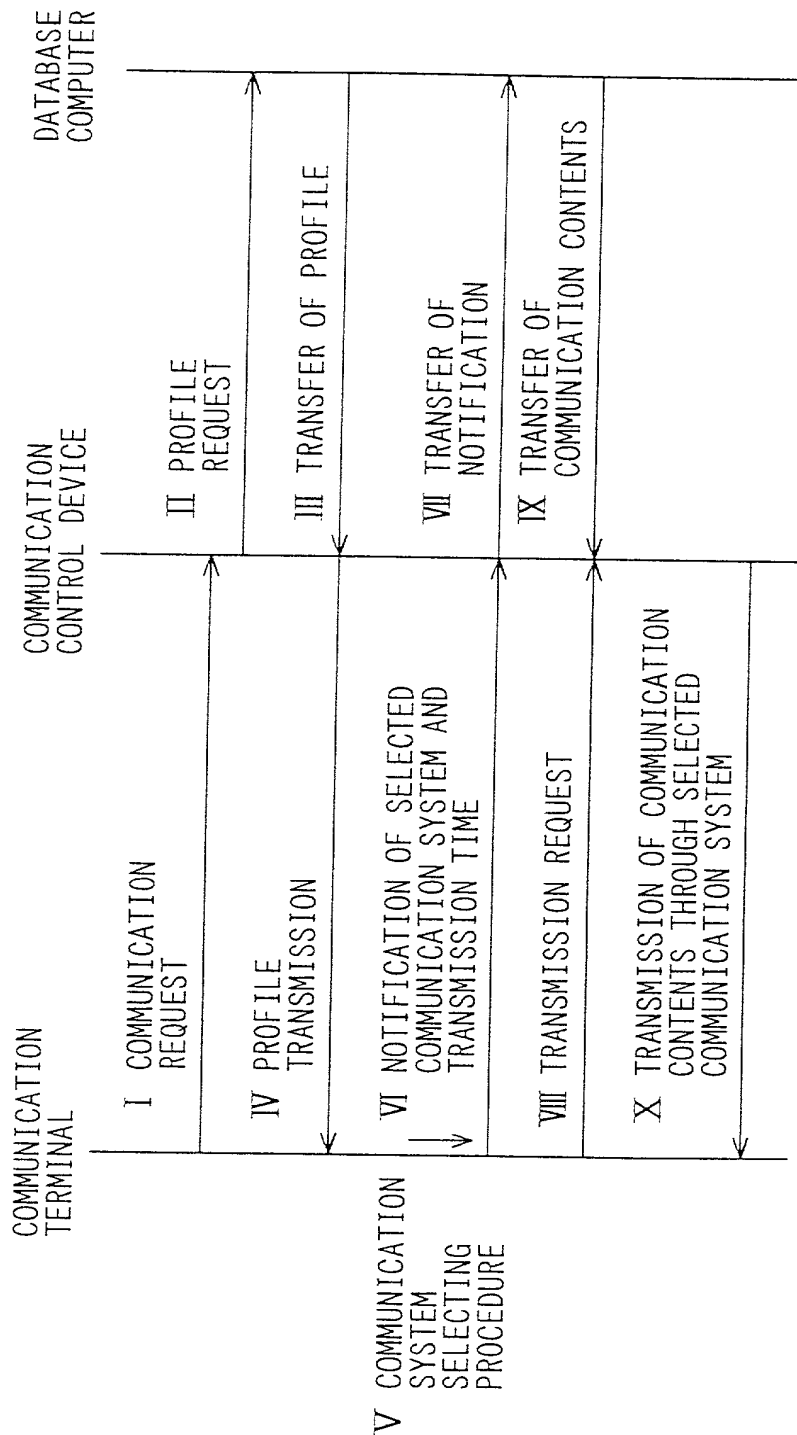 COMMUNICATION
TERMINAL
COMMUNICATION
CONTROL DEVICE
DATABASE
COMPUTER
I COMMUNICATION
REQUEST
II PROFILE
REQUEST
III TRANSFER OF PROFILE
IV PROFILE
TRANSMISSION
V COMMUNICATION
SYSTEM
SELECTING
PROCEDURE
VI NOTIFICATION OF SELECTED
COMMUNICATION SYSTEM AND
TRANSMISSION TIME
VII TRANSFER OF
NOTIFICATION
VIII TRANSMISSION REQUEST
IX TRANSFER OF
COMMUNICATION CONTENTS
X TRANSMISSION OF COMMUNICATION
CONTENTS THROUGH SELECTED
COMMUNICATION SYSTEM